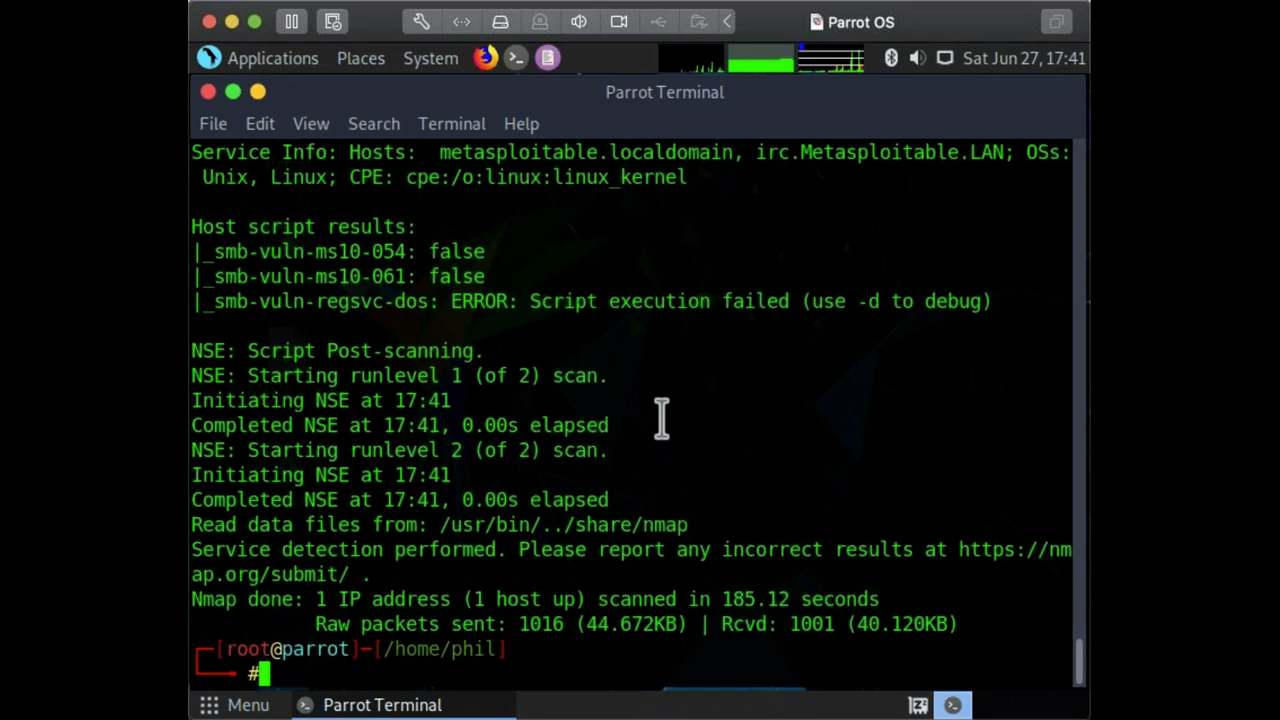 Parrot OS
Applications Places System Sat Jun 27, 17:41
Parrot Terminal
File Edit View Search Terminal Help
Service Info: Hosts:  metasploitable.localdomain, irc.Metasploitable.LAN; OSs:
 Unix, Linux; CPE: cpe:/o:linux:linux_kernel
Host script results:
|_smb-vuln-ms10-054: false
|_smb-vuln-ms10-061: false
|_smb-vuln-regsvc-dos: ERROR: Script execution failed (use -d to debug)
NSE: Script Post-scanning.
NSE: Starting runlevel 1 (of 2) scan.
Initiating NSE at 17:41
Completed NSE at 17:41, 0.00s elapsed
NSE: Starting runlevel 2 (of 2) scan.
Initiating NSE at 17:41
Completed NSE at 17:41, 0.00s elapsed
Read data files from: /usr/bin/../share/nmap
Service detection performed. Please report any incorrect results at https://nm
ap.org/submit/ .
Nmap done: 1 IP address (1 host up) scanned in 185.12 seconds
           Raw packets sent: 1016 (44.672KB) | Rcvd: 1001 (40.120KB)
┌─[root@parrot]─[/home/phil]
└──╼ #
Menu Parrot Terminal